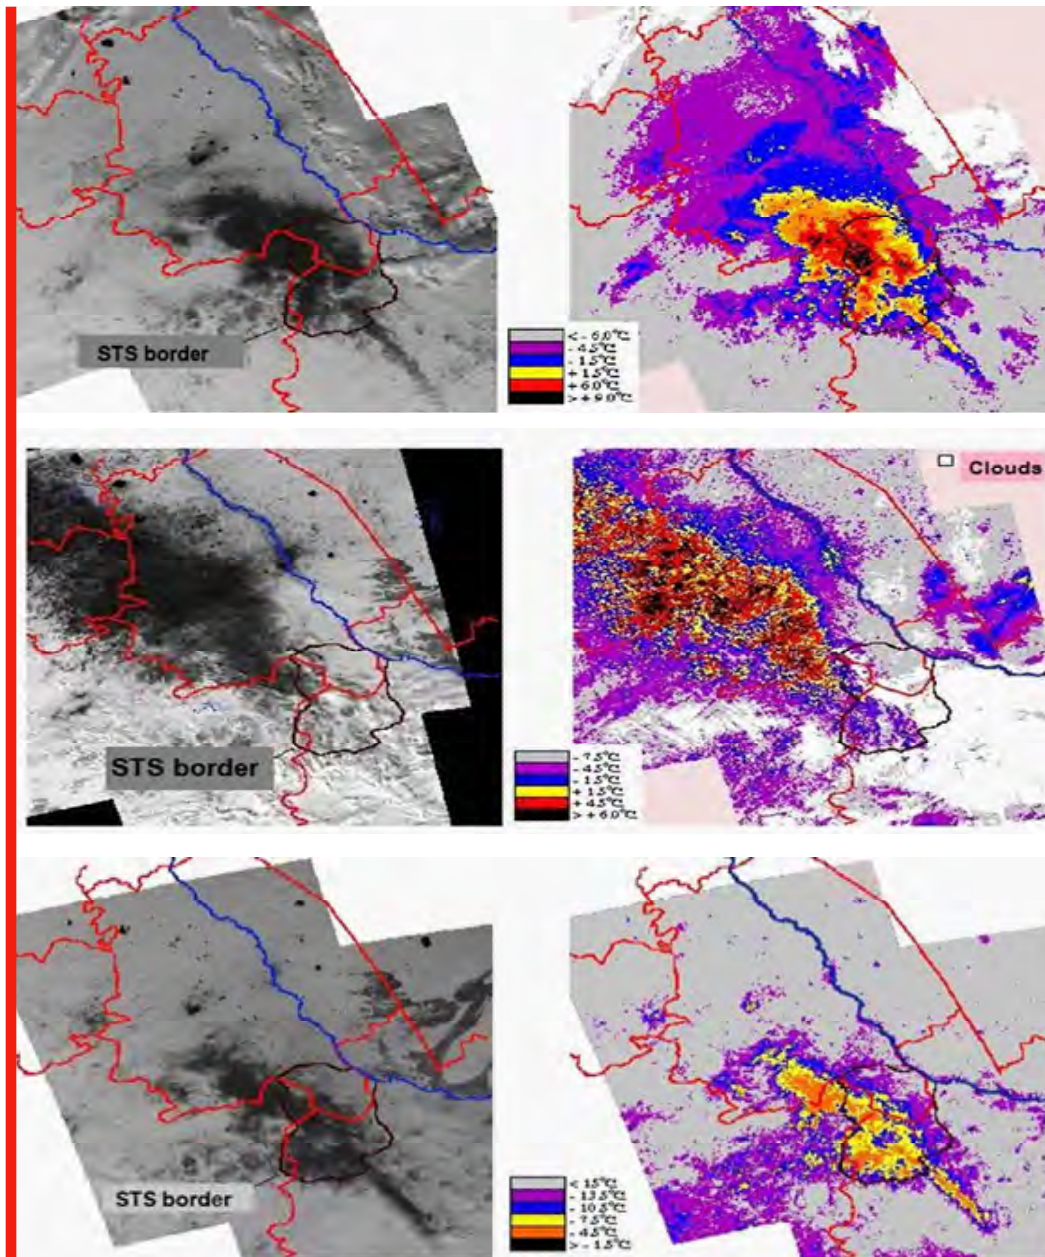 STS border
< - 6.0°C
- 4.5°C
- 1.5°C
+ 1.5°C
+ 6.0°C
> + 9.0°C
Clouds
STS border
- 7.5°C
- 4.5°C
- 1.5°C
+ 1.5°C
+ 4.5°C
> + 6.0°C
STS border
< 15°C
- 13.5°C
- 10.5°C
- 7.5°C
- 4.5°C
> - 1.5°C